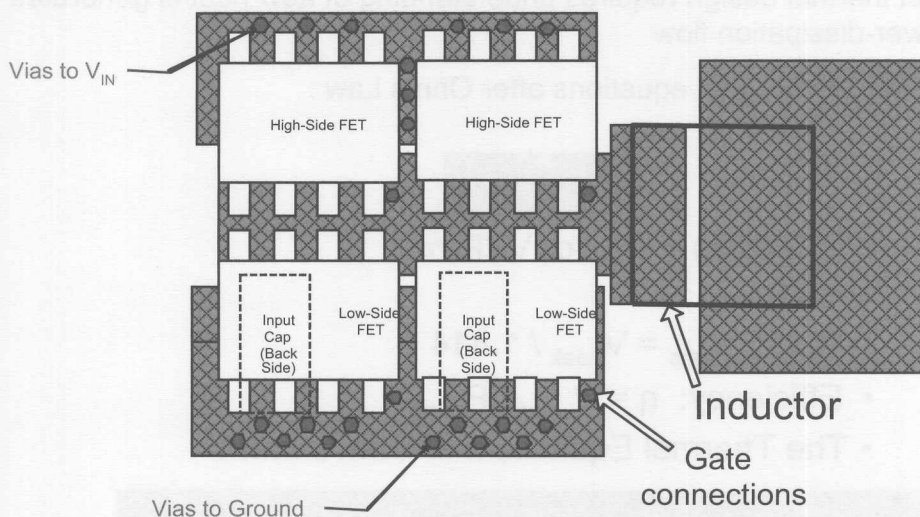 Vias to V_IN
High-Side FET
High-Side FET
Low-Side
FET
Low-Side
FET
Input
Cap
(Back
Side)
Input
Cap
(Back
Side)
Inductor
Gate
connections
Vias to Ground